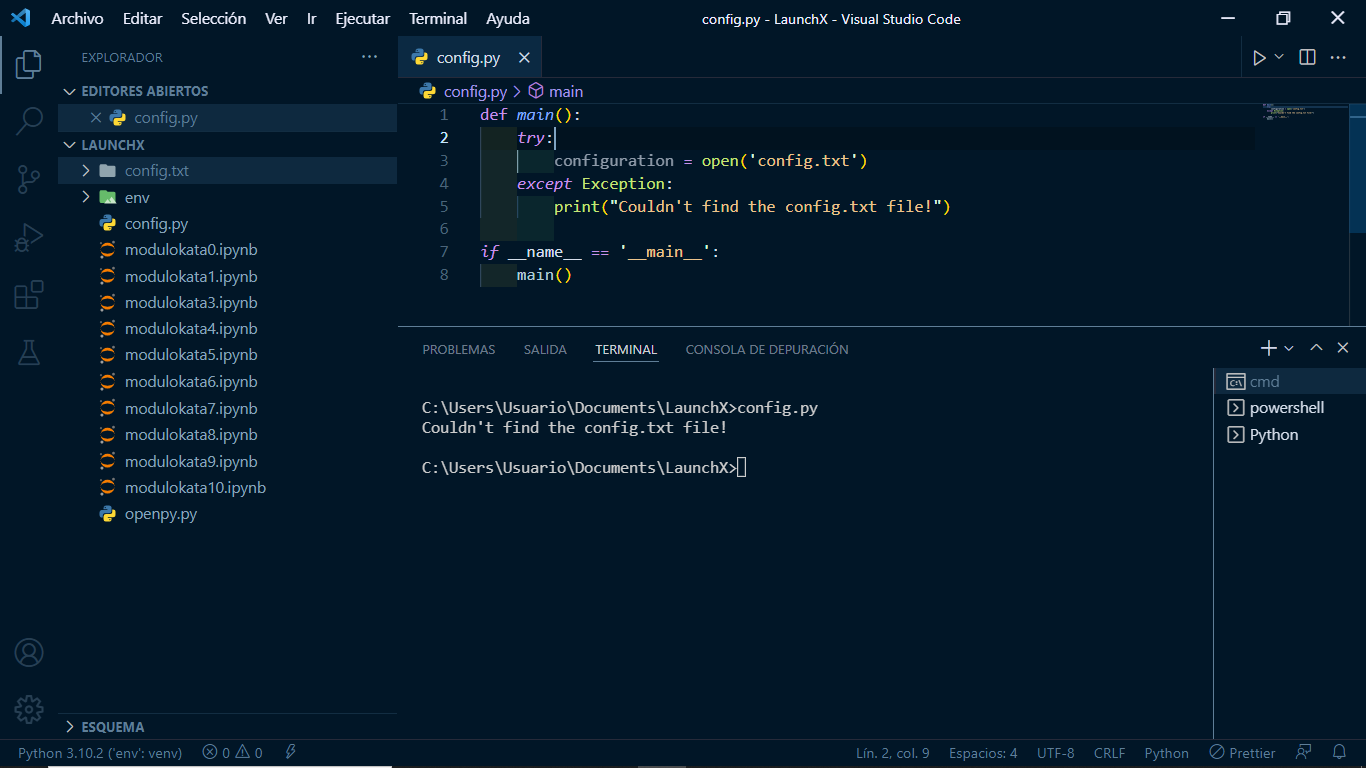 Archivo Editar Selección Ver Ir Ejecutar Terminal Ayuda config.py - LaunchX - Visual Studio Code
EXPLORADOR
EDITORES ABIERTOS
config.py
LAUNCHX
config.txt
env
config.py
modulokata0.ipynb
modulokata1.ipynb
modulokata3.ipynb
modulokata4.ipynb
modulokata5.ipynb
modulokata6.ipynb
modulokata7.ipynb
modulokata8.ipynb
modulokata9.ipynb
modulokata10.ipynb
openpy.py
ESQUEMA
config.py
config.py > main
1 def main():
2 try:
3 configuration = open('config.txt')
4 except Exception:
5 print("Couldn't find the config.txt file!")
6
7 if __name__ == '__main__':
8 main()
PROBLEMAS SALIDA TERMINAL CONSOLA DE DEPURACIÓN
C:\Users\Usuario\Documents\LaunchX>config.py
Couldn't find the config.txt file!
C:\Users\Usuario\Documents\LaunchX>
cmd
powershell
Python
Python 3.10.2 ('env': venv) 0 0 Lín. 2, col. 9 Espacios: 4 UTF-8 CRLF Python Prettier